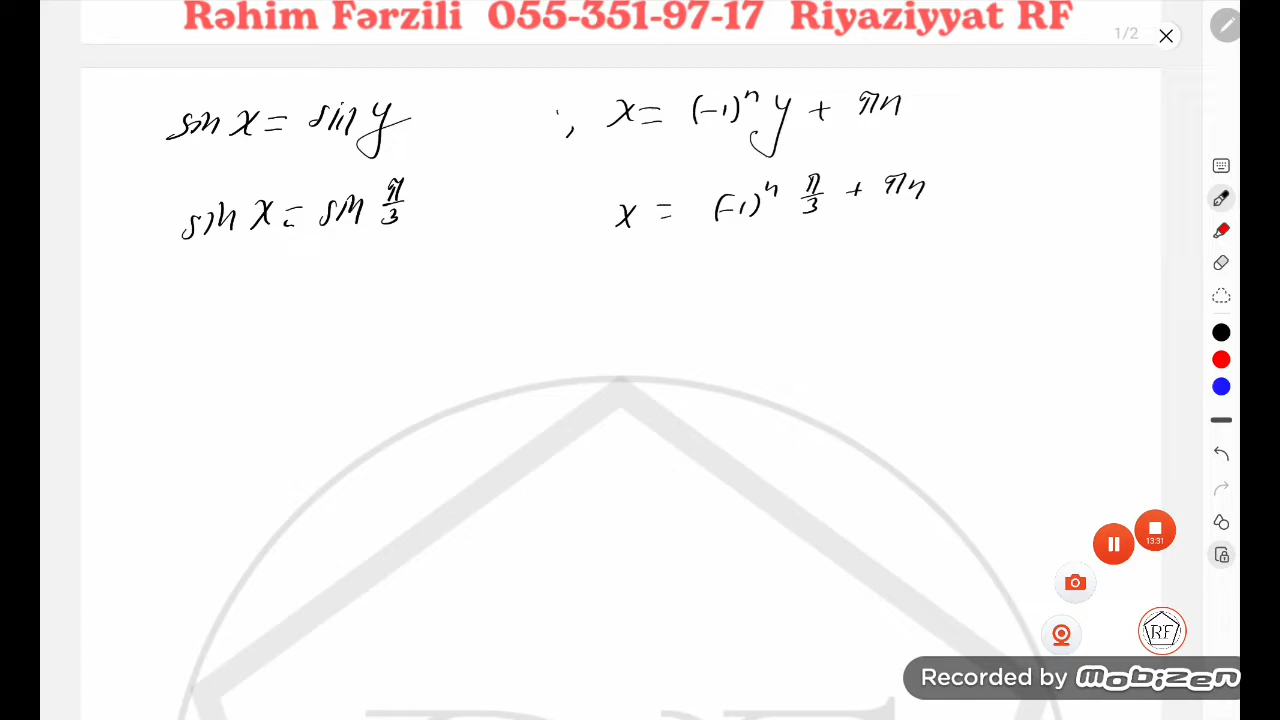 Rəhim Fərzili 055-351-97-17 Riyaziyyat RF
1/2
sin x = sin y ; x = (-1)ⁿ y + πn
sin x = sin π/3 x = (-1)ⁿ π/3 + πn
13:31
RF
Recorded by mobizen